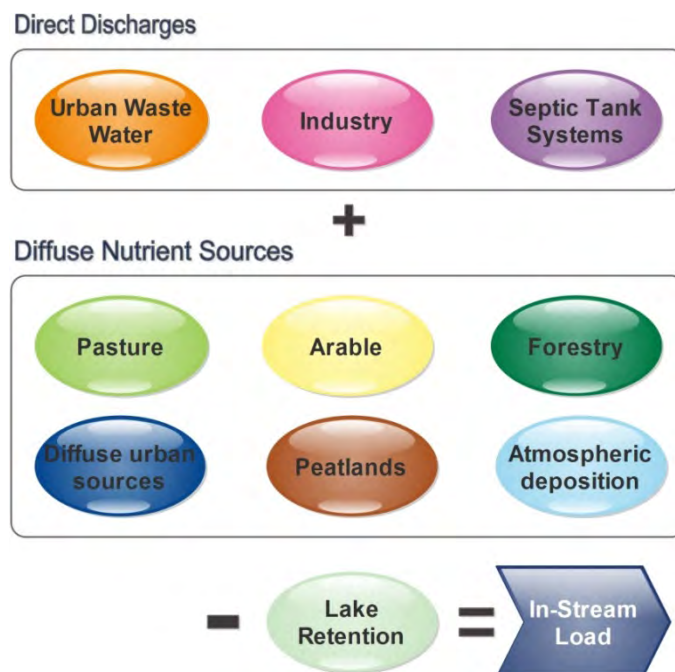 Direct Discharges
Urban Waste
Water
Industry
Septic Tank
Systems
+
Diffuse Nutrient Sources
Pasture
Arable
Forestry
Diffuse urban
sources
Peatlands
Atmospheric
deposition
-
Lake
Retention
=
In-Stream
Load